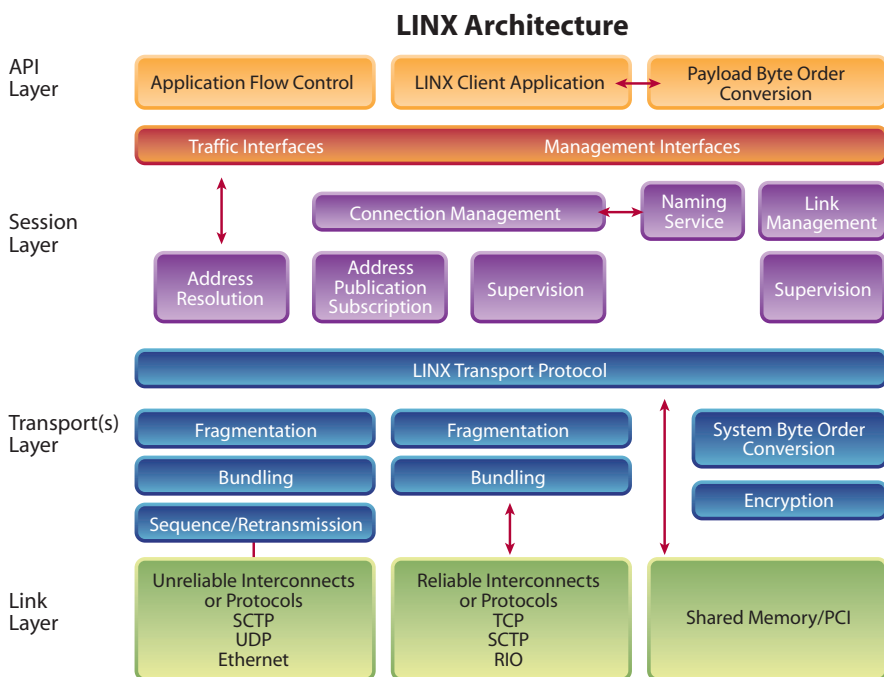 LINX Architecture
API
Layer
Application Flow Control
LINX Client Application
Payload Byte Order
Conversion
Traffic Interfaces
Management Interfaces
Session
Layer
Connection Management
Naming
Service
Link
Management
Address
Resolution
Address
Publication
Subscription
Supervision
Supervision
LINX Transport Protocol
Transport(s)
Layer
Fragmentation
Fragmentation
System Byte Order
Conversion
Bundling
Bundling
Encryption
Sequence/Retransmission
Link
Layer
Unreliable Interconnects
or Protocols
SCTP
UDP
Ethernet
Reliable Interconnects
or Protocols
TCP
SCTP
RIO
Shared Memory/PCI